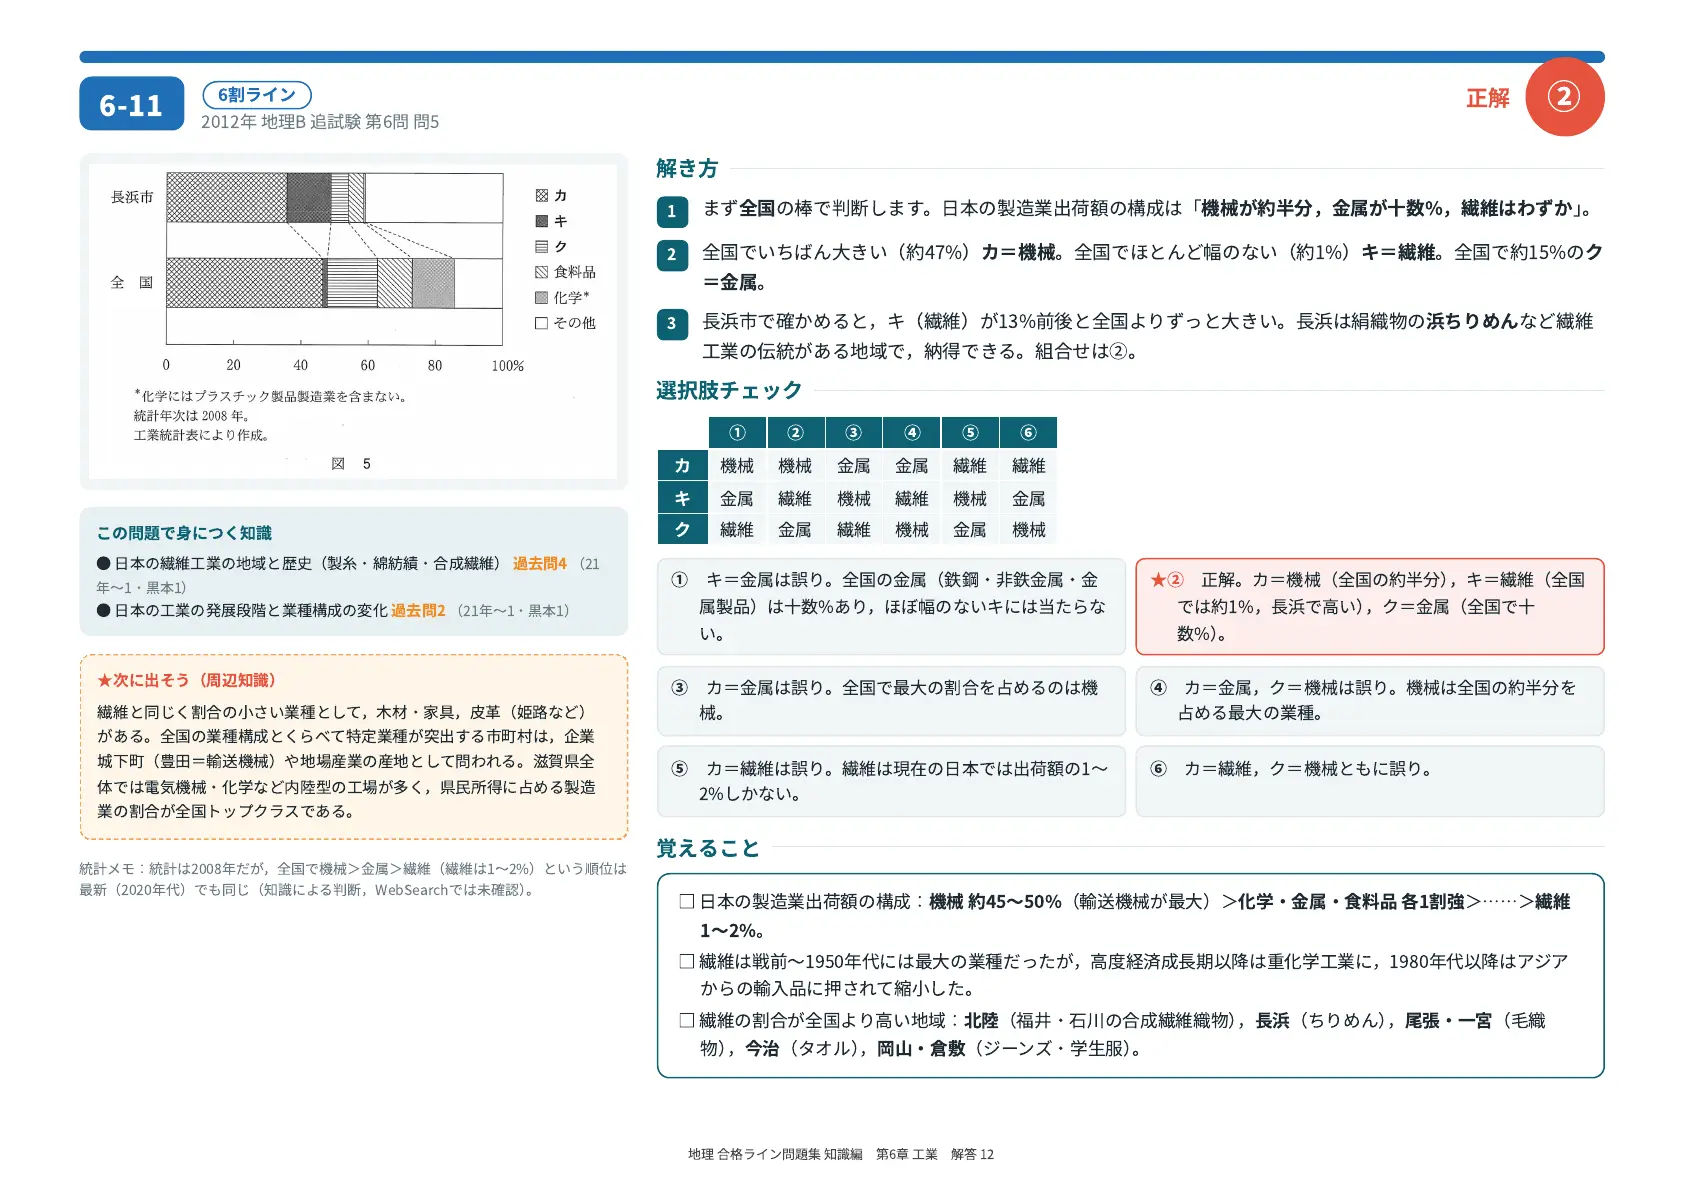 6-11
6割ライン
2012年 地理B 追試験 第6問 問5
正解 ②
長浜市
全　国
0 20 40 60 80 100%
カ
キ
ク
食料品
化学*
その他
*化学にはプラスチック製品製造業を含まない。
統計年次は 2008 年。
工業統計表により作成。
図　5
この問題で身につく知識
● 日本の繊維工業の地域と歴史（製糸・綿紡績・合成繊維） 過去問4 （21
年〜1・黒本1）
● 日本の工業の発展段階と業種構成の変化 過去問2 （21年〜1・黒本1）
★次に出そう（周辺知識）
繊維と同じく割合の小さい業種として，木材・家具，皮革（姫路など）
がある。全国の業種構成とくらべて特定業種が突出する市町村は，企業
城下町（豊田＝輸送機械）や地場産業の産地として問われる。滋賀県全
体では電気機械・化学など内陸型の工場が多く，県民所得に占める製造
業の割合が全国トップクラスである。
統計メモ：統計は2008年だが，全国で機械＞金属＞繊維（繊維は1〜2%）という順位は
最新（2020年代）でも同じ（知識による判断，WebSearchでは未確認）。
解き方
1 まず全国の棒で判断します。日本の製造業出荷額の構成は「機械が約半分，金属が十数%，繊維はわずか」。
2 全国でいちばん大きい（約47%）カ＝機械。全国でほとんど幅のない（約1%）キ＝繊維。全国で約15%のク
＝金属。
3 長浜市で確かめると，キ（繊維）が13%前後と全国よりずっと大きい。長浜は絹織物の浜ちりめんなど繊維
工業の伝統がある地域で，納得できる。組合せは②。
選択肢チェック
① ② ③ ④ ⑤ ⑥
カ 機械 機械 金属 金属 繊維 繊維
キ 金属 繊維 機械 繊維 機械 金属
ク 繊維 金属 繊維 機械 金属 機械
①　キ＝金属は誤り。全国の金属（鉄鋼・非鉄金属・金
属製品）は十数%あり，ほぼ幅のないキには当たらな
い。
★②　正解。カ＝機械（全国の約半分），キ＝繊維（全国
では約1%，長浜で高い），ク＝金属（全国で十
数%）。
③　カ＝金属は誤り。全国で最大の割合を占めるのは機
械。
④　カ＝金属，ク＝機械は誤り。機械は全国の約半分を
占める最大の業種。
⑤　カ＝繊維は誤り。繊維は現在の日本では出荷額の1〜
2%しかない。
⑥　カ＝繊維，ク＝機械ともに誤り。
覚えること
□ 日本の製造業出荷額の構成：機械 約45〜50%（輸送機械が最大）＞化学・金属・食料品 各1割強＞……＞繊維
1〜2%。
□ 繊維は戦前〜1950年代には最大の業種だったが，高度経済成長期以降は重化学工業に，1980年代以降はアジア
からの輸入品に押されて縮小した。
□ 繊維の割合が全国より高い地域：北陸（福井・石川の合成繊維織物），長浜（ちりめん），尾張・一宮（毛織
物），今治（タオル），岡山・倉敷（ジーンズ・学生服）。
地理 合格ライン問題集 知識編　第6章 工業　解答 12